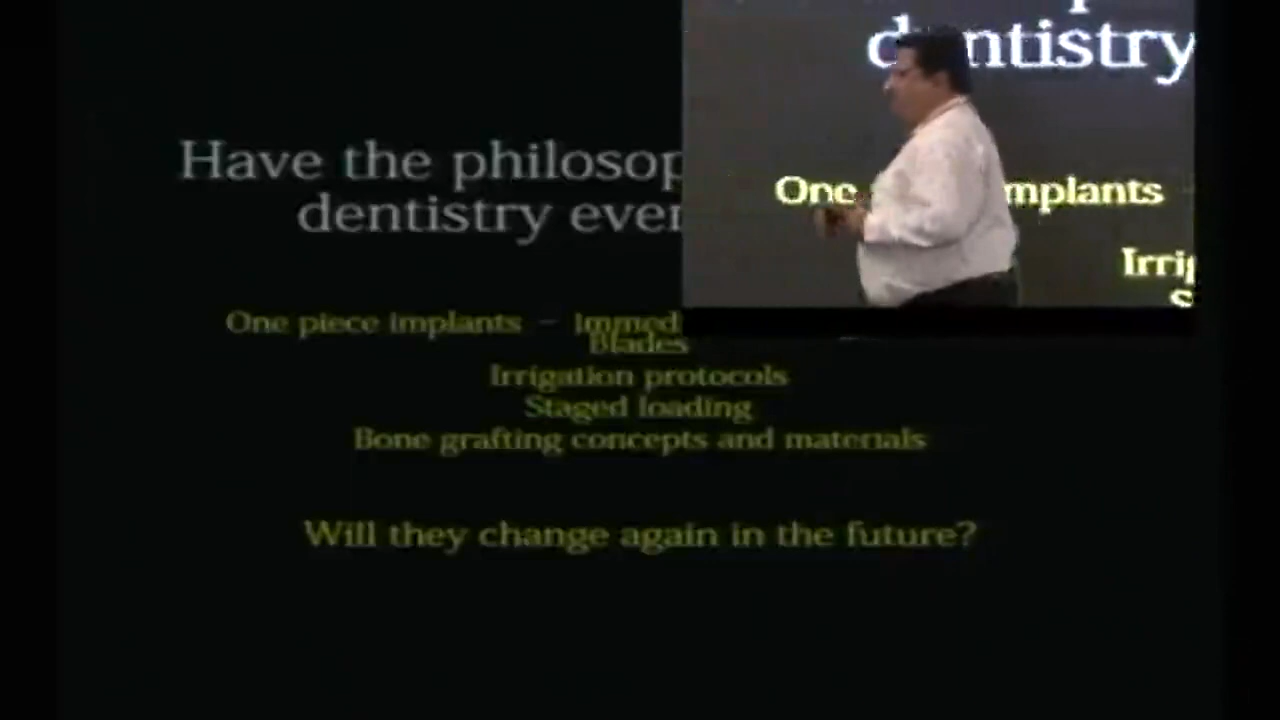 Have the philosop
dentistry ever
One piece implants – Immed
Blades
Irrigation protocols
Staged loading
Bone grafting concepts and materials
Will they change again in the future?
dentistry
One implants
Irrig
S